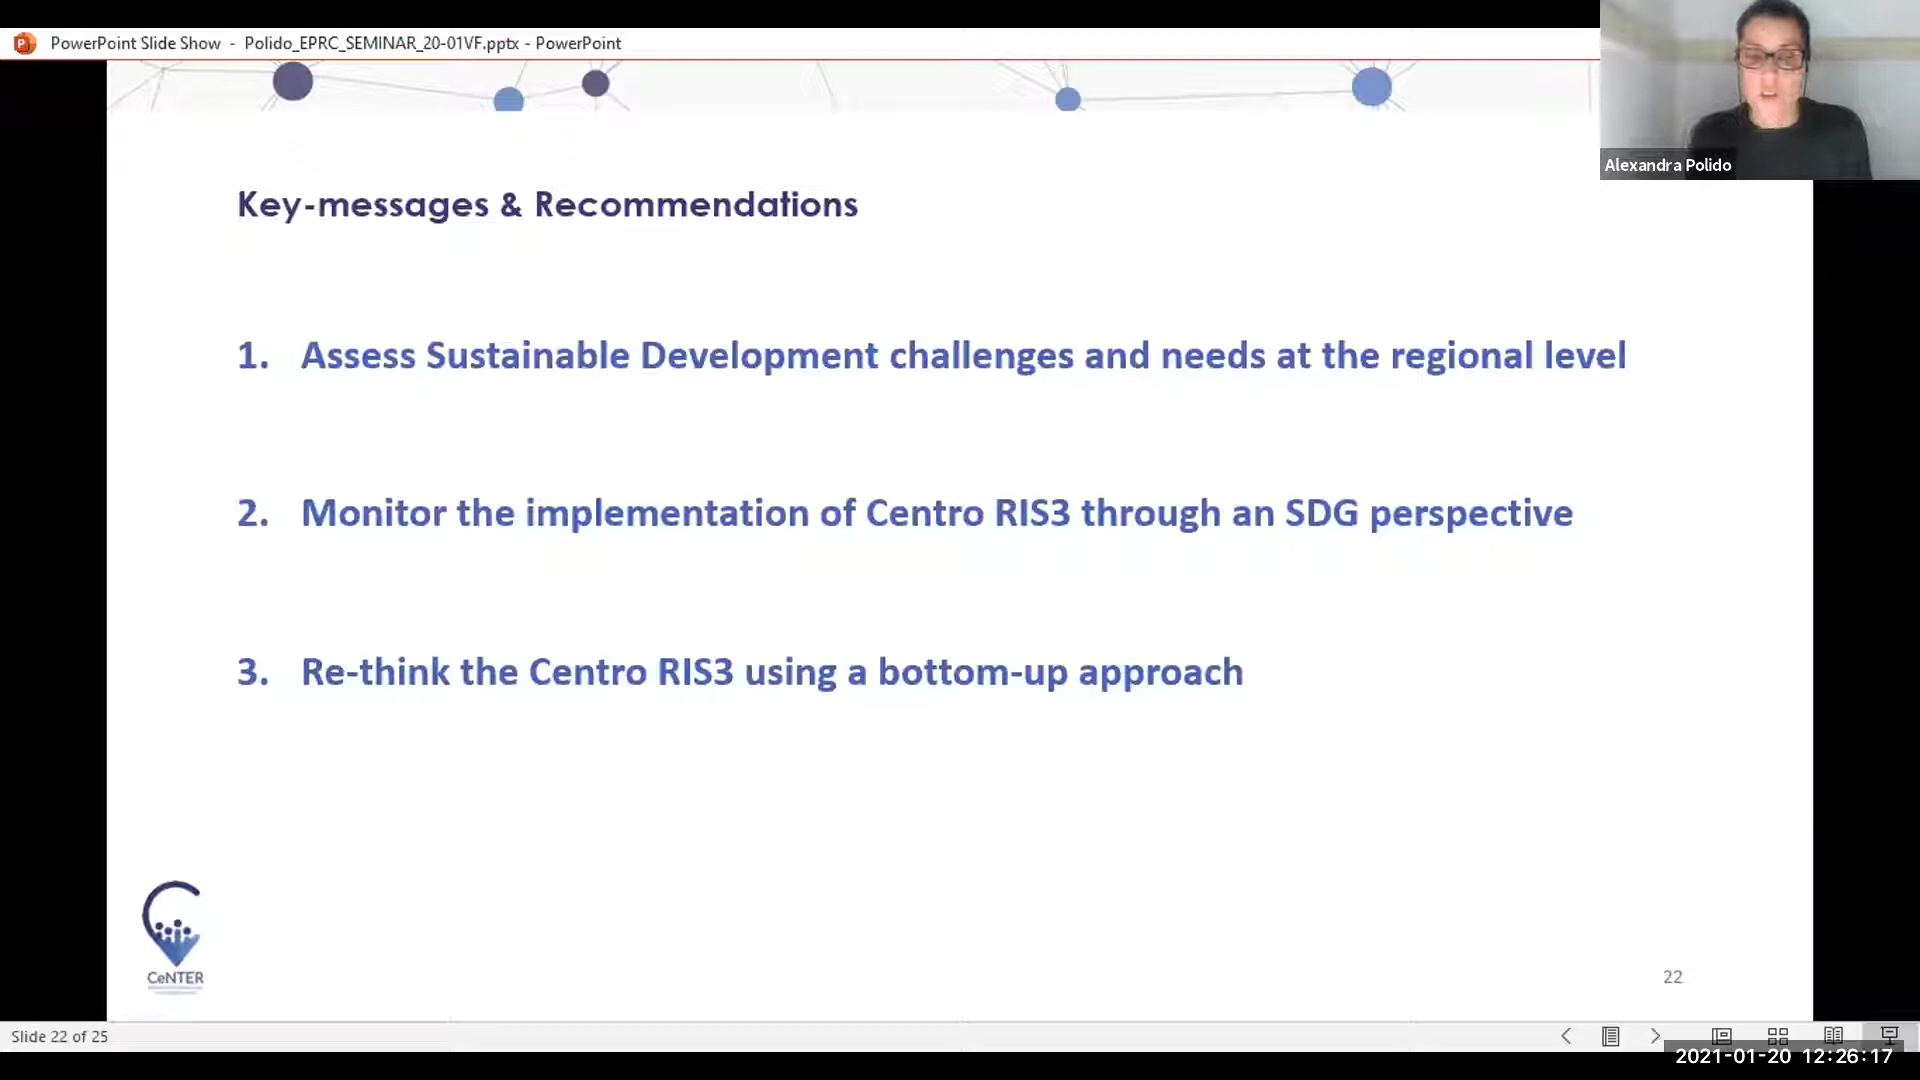 PowerPoint Slide Show - Polido_EPRC_SEMINAR_20-01VF.pptx - PowerPoint
Alexandra Polido
Key-messages & Recommendations
1. Assess Sustainable Development challenges and needs at the regional level
2. Monitor the implementation of Centro RIS3 through an SDG perspective
3. Re-think the Centro RIS3 using a bottom-up approach
CeNTER
22
Slide 22 of 25
2021-01-20 12:26:17